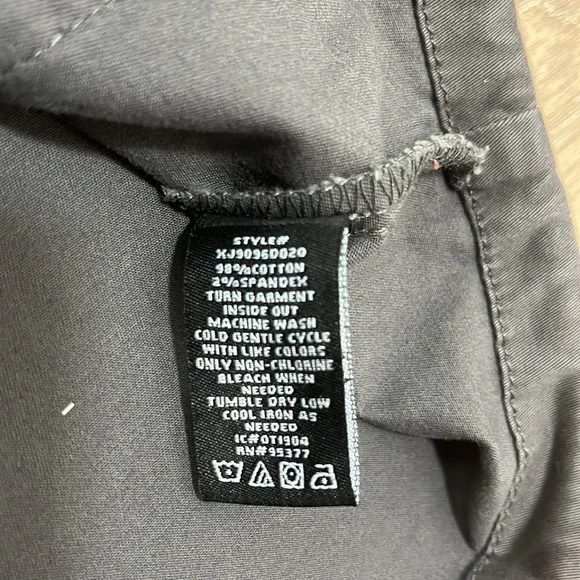 STYLE#
XJ9096D020
98%COTTON
2%SPANDEX
TURN GARMENT
INSIDE OUT
MACHINE WASH
COLD GENTLE CYCLE
WITH LIKE COLORS
ONLY NON-CHLORINE
BLEACH WHEN
NEEDED
TUMBLE DRY LOW
COOL IRON AS
NEEDED
IC#OT1904
RN#95377